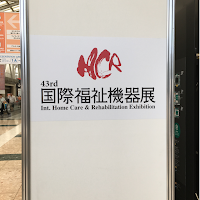 HCR
43rd
国際福祉機器展
Int. Home Care & Rehabilitation Exhibition